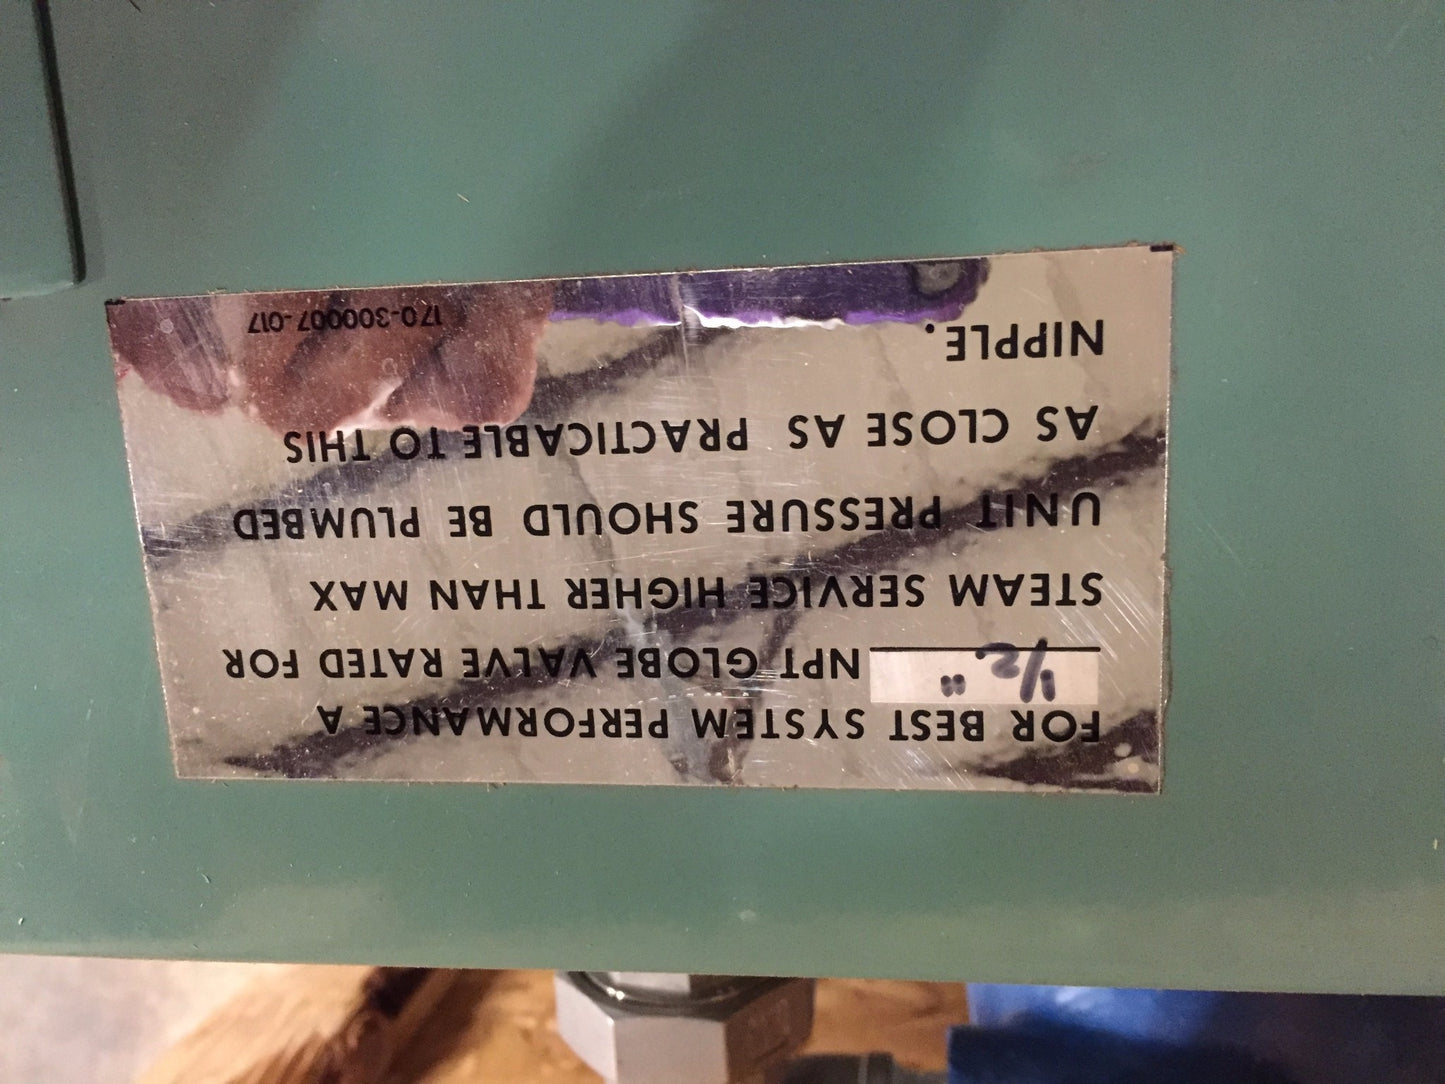 FOR BEST SYSTEM PERFORMANCE A
1/2" NPT GLOBE VALVE RATED FOR
STEAM SERVICE HIGHER THAN MAX
UNIT PRESSURE SHOULD BE PLUMBED
AS CLOSE AS PRACTICABLE TO THIS
NIPPLE.
170-300007-017